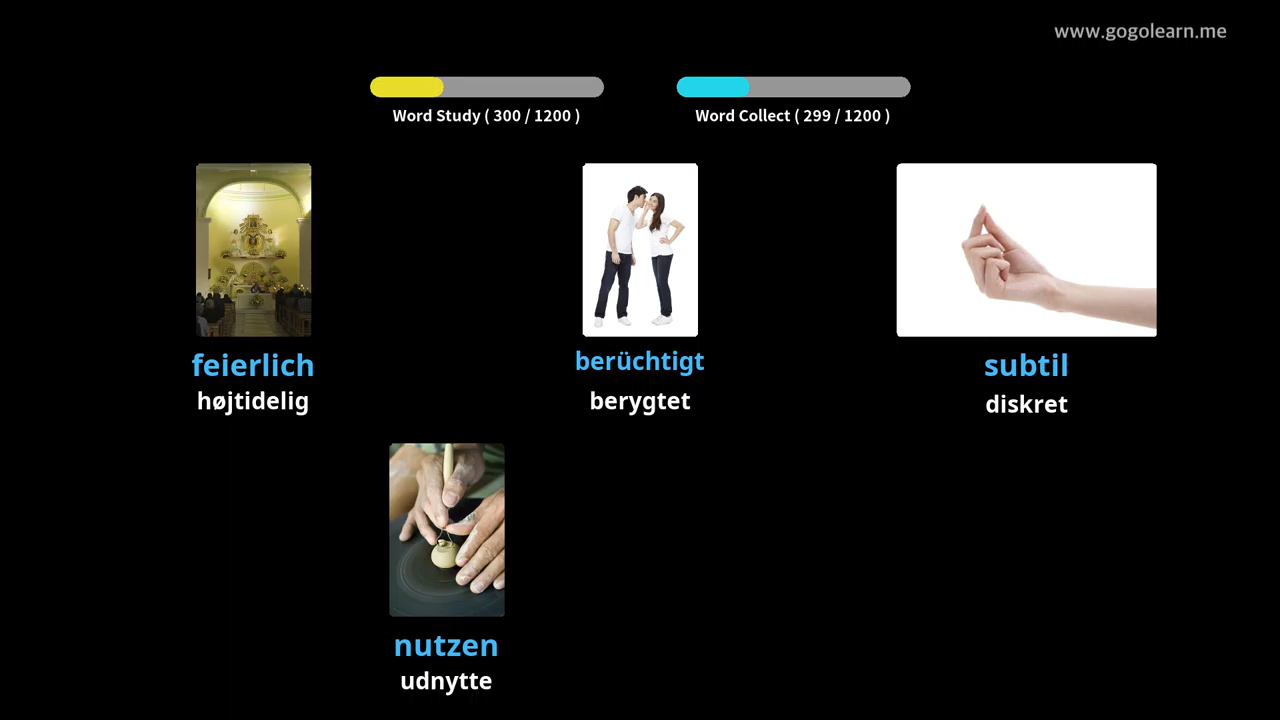 www.gogolearn.me
Word Study ( 300 / 1200 )
Word Collect ( 299 / 1200 )
feierlich
højtidelig
berüchtigt
berygtet
subtil
diskret
nutzen
udnytte